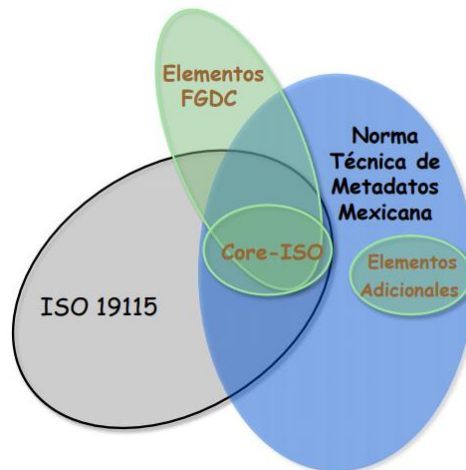 Elementos
FGDC
Norma
Técnica de
Metadatos
Mexicana
Core-ISO
Elementos
Adicionales
ISO 19115